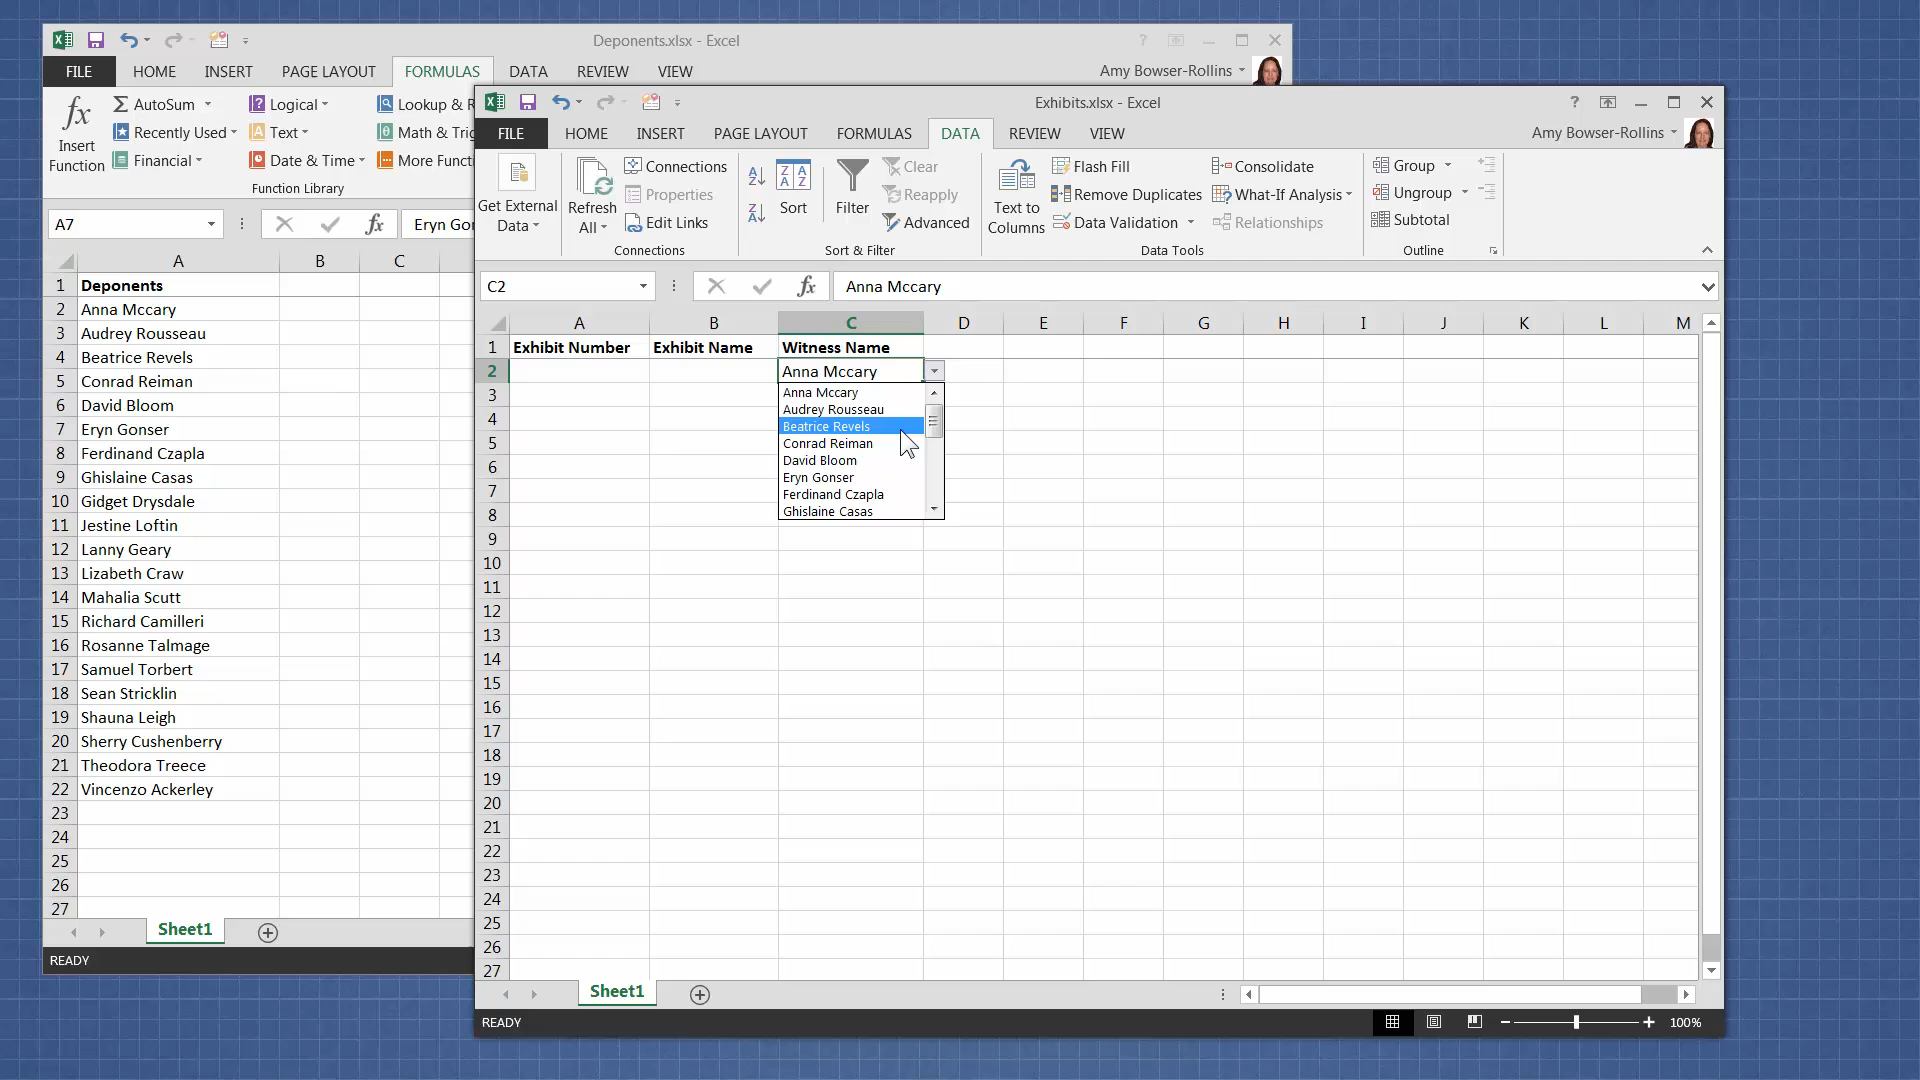 Deponents.xlsx - Excel
FILE HOME INSERT PAGE LAYOUT FORMULAS DATA REVIEW VIEW
Amy Bowser-Rollins
fx
Insert
Function
AutoSum
Recently Used
Financial
Logical
Text
Date & Time
Lookup & R
Math & Trig
More Functi
Function Library
A7
fx
Eryn Gon
A B C
1 Deponents
2 Anna Mccary
3 Audrey Rousseau
4 Beatrice Revels
5 Conrad Reiman
6 David Bloom
7 Eryn Gonser
8 Ferdinand Czapla
9 Ghislaine Casas
10 Gidget Drysdale
11 Jestine Loftin
12 Lanny Geary
13 Lizabeth Craw
14 Mahalia Scutt
15 Richard Camilleri
16 Rosanne Talmage
17 Samuel Torbert
18 Sean Stricklin
19 Shauna Leigh
20 Sherry Cushenberry
21 Theodora Treece
22 Vincenzo Ackerley
23
24
25
26
27
Sheet1
READY
Exhibits.xlsx - Excel
FILE HOME INSERT PAGE LAYOUT FORMULAS DATA REVIEW VIEW
Amy Bowser-Rollins
Get External
Data
Refresh
All
Connections
Properties
Edit Links
Connections
Sort
Filter
Clear
Reapply
Advanced
Sort & Filter
Text to
Columns
Flash Fill
Remove Duplicates
Data Validation
Consolidate
What-If Analysis
Relationships
Data Tools
Group
Ungroup
Subtotal
Outline
C2
fx
Anna Mccary
A B C D E F G H I J K L M
1 Exhibit Number Exhibit Name Witness Name
2 Anna Mccary
Anna Mccary
Audrey Rousseau
Beatrice Revels
Conrad Reiman
David Bloom
Eryn Gonser
Ferdinand Czapla
Ghislaine Casas
3
4
5
6
7
8
9
10
11
12
13
14
15
16
17
18
19
20
21
22
23
24
25
26
27
Sheet1
READY
100%